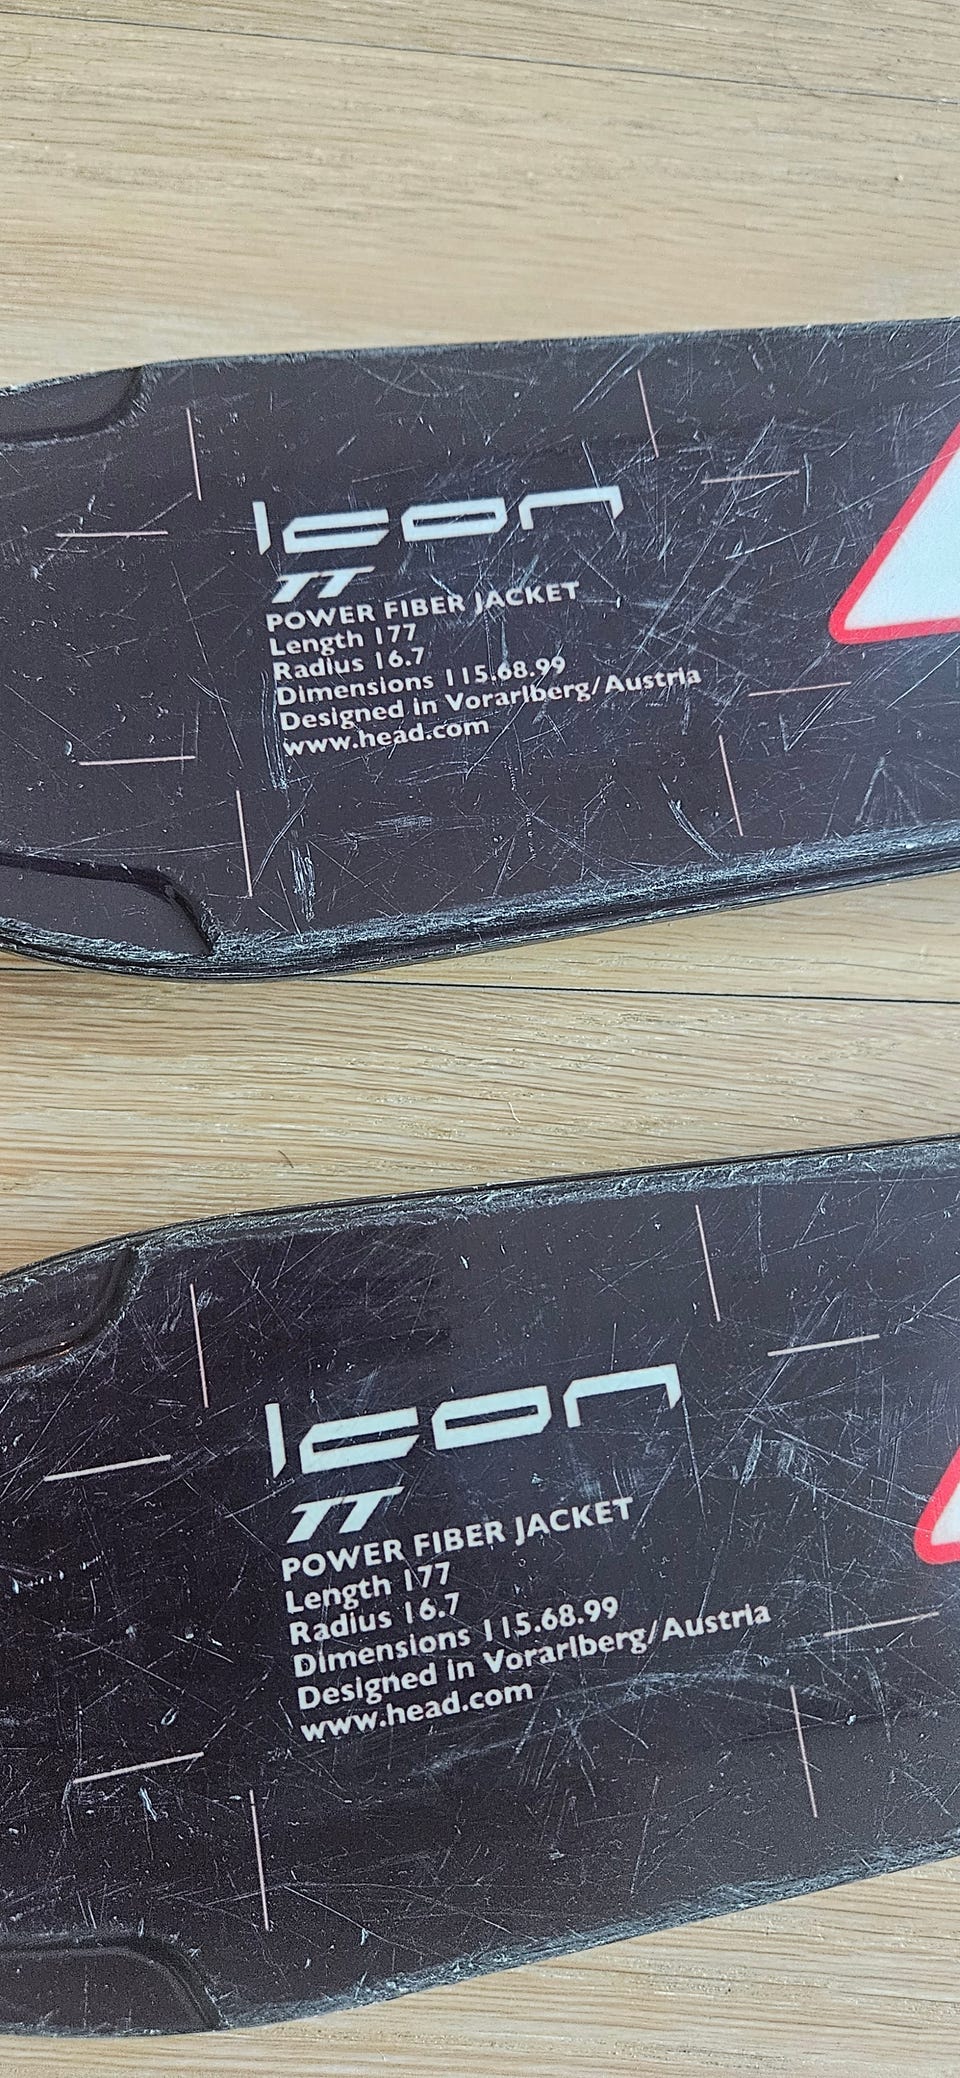 Icon
TT
POWER FIBER JACKET
Length 177
Radius 16.7
Dimensions 115.68.99
Designed in Vorarlberg/Austria
www.head.com
Icon
TT
POWER FIBER JACKET
Length 177
Radius 16.7
Dimensions 115.68.99
Designed in Vorarlberg/Austria
www.head.com